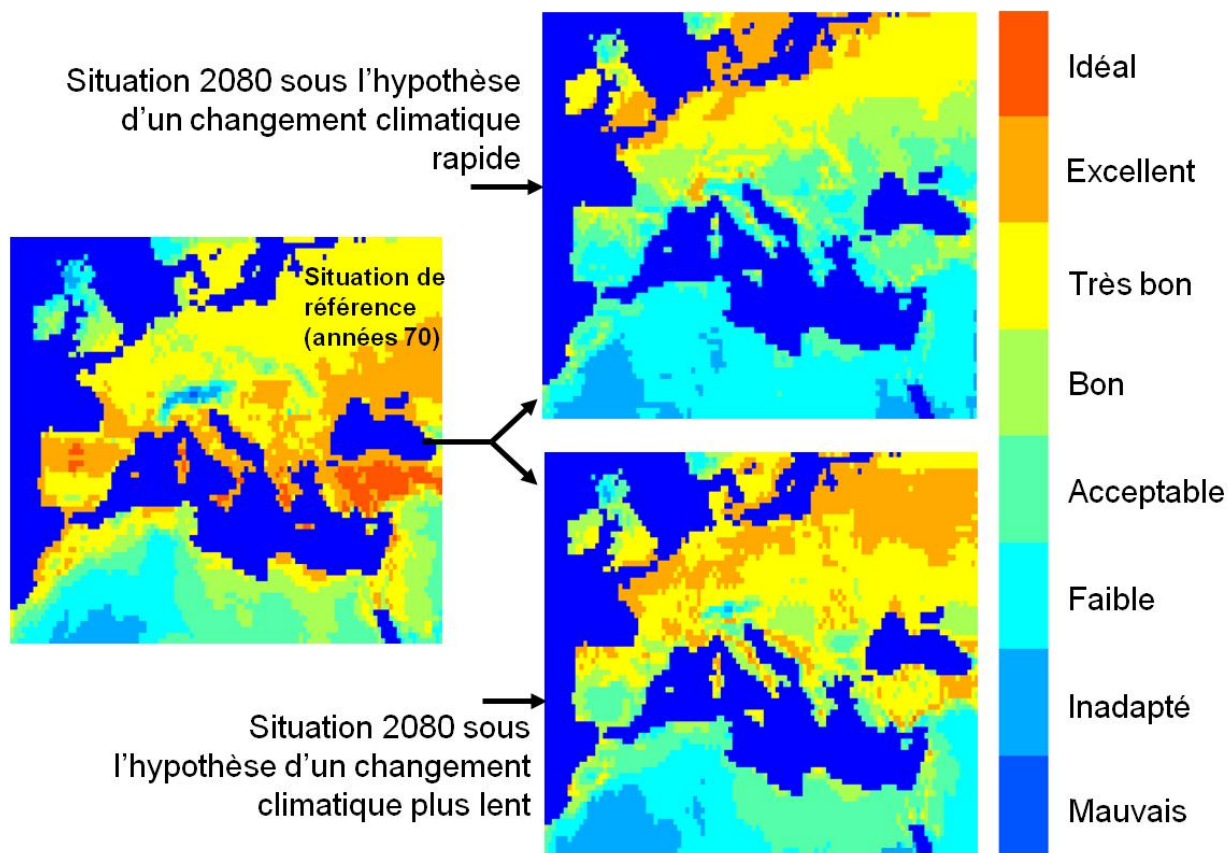 Situation 2080 sous l'hypothèse
d'un changement climatique
rapide
Situation de
référence
(années 70)
Situation 2080 sous
l'hypothèse d'un changement
climatique plus lent
Idéal
Excellent
Très bon
Bon
Acceptable
Faible
Inadapté
Mauvais